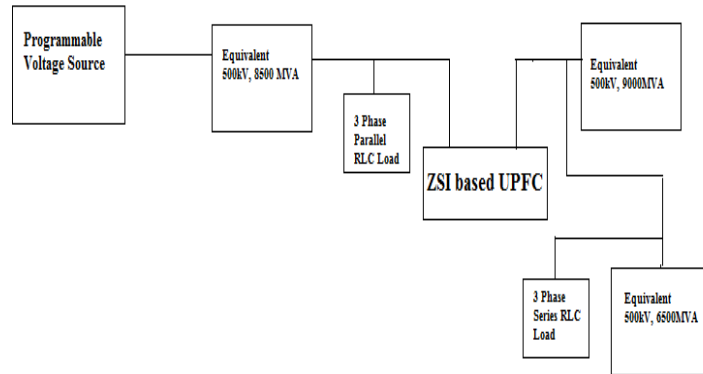 Programmable
Voltage Source
Equivalent
500kV, 8500 MVA
Equivalent
500kV, 9000MVA
3 Phase
Parallel
RLC Load
ZSI based UPFC
3 Phase
Series RLC
Load
Equivalent
500kV, 6500MVA